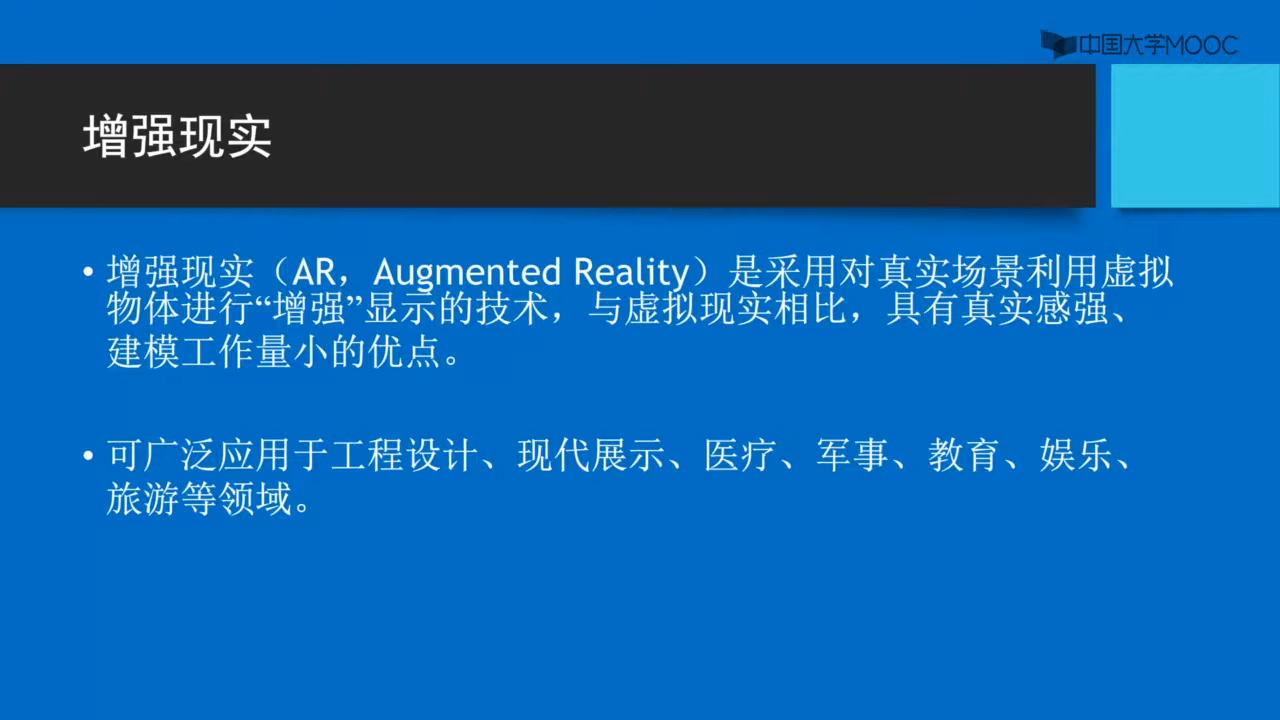 中国大学MOOC
增强现实
• 增强现实（AR，Augmented Reality）是采用对真实场景利用虚拟
物体进行“增强”显示的技术，与虚拟现实相比，具有真实感强、
建模工作量小的优点。
• 可广泛应用于工程设计、现代展示、医疗、军事、教育、娱乐、
旅游等领域。